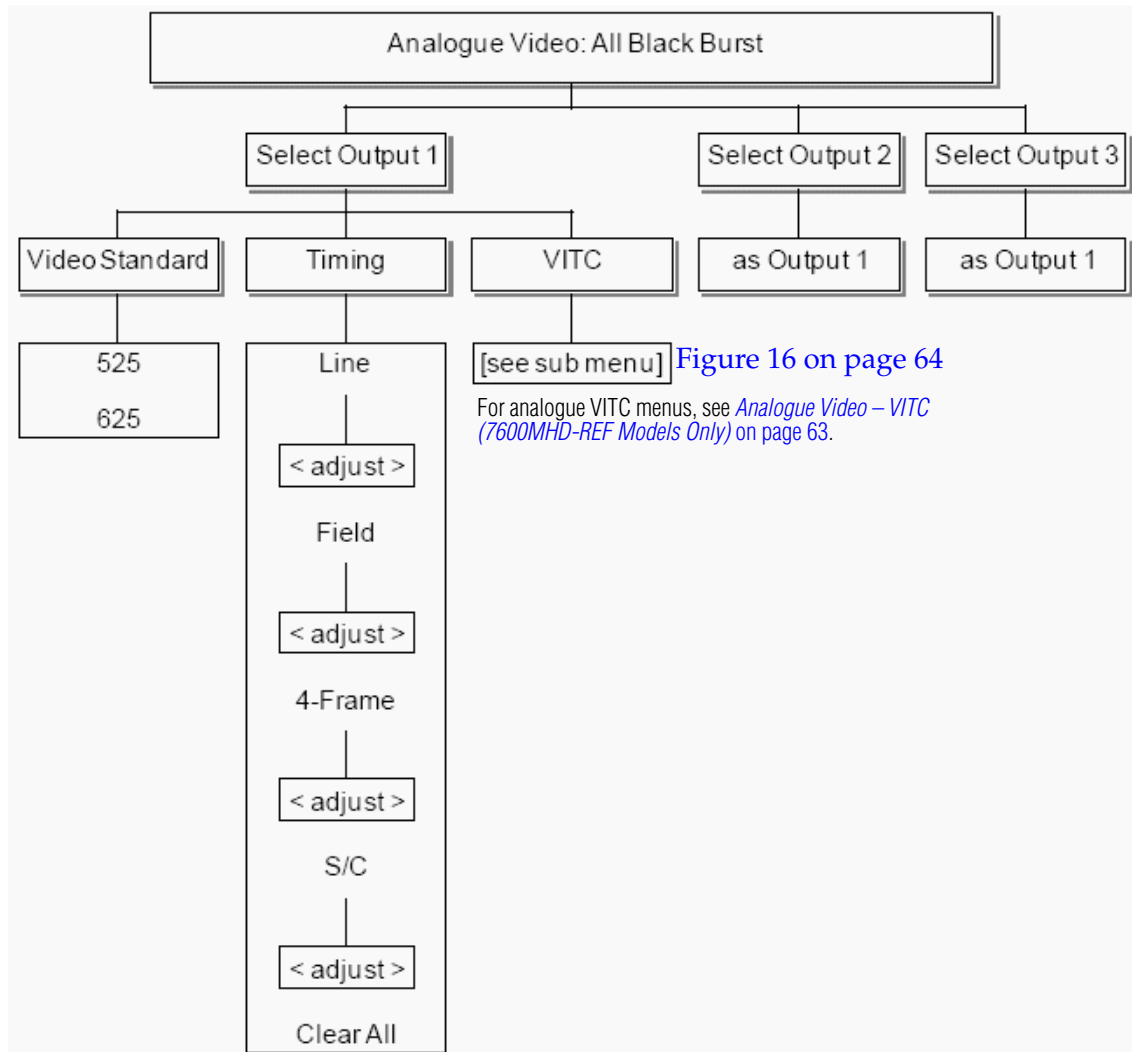 Analogue Video: All Black Burst
Select Output 1
Select Output 2
Select Output 3
Video Standard
Timing
VITC
as Output 1
as Output 1
525
625
Line
< adjust >
Field
< adjust >
4-Frame
< adjust >
S/C
< adjust >
Clear All
[see sub menu]
Figure 16 on page 64
For analogue VITC menus, see Analogue Video – VITC
(7600MHD-REF Models Only) on page 63.